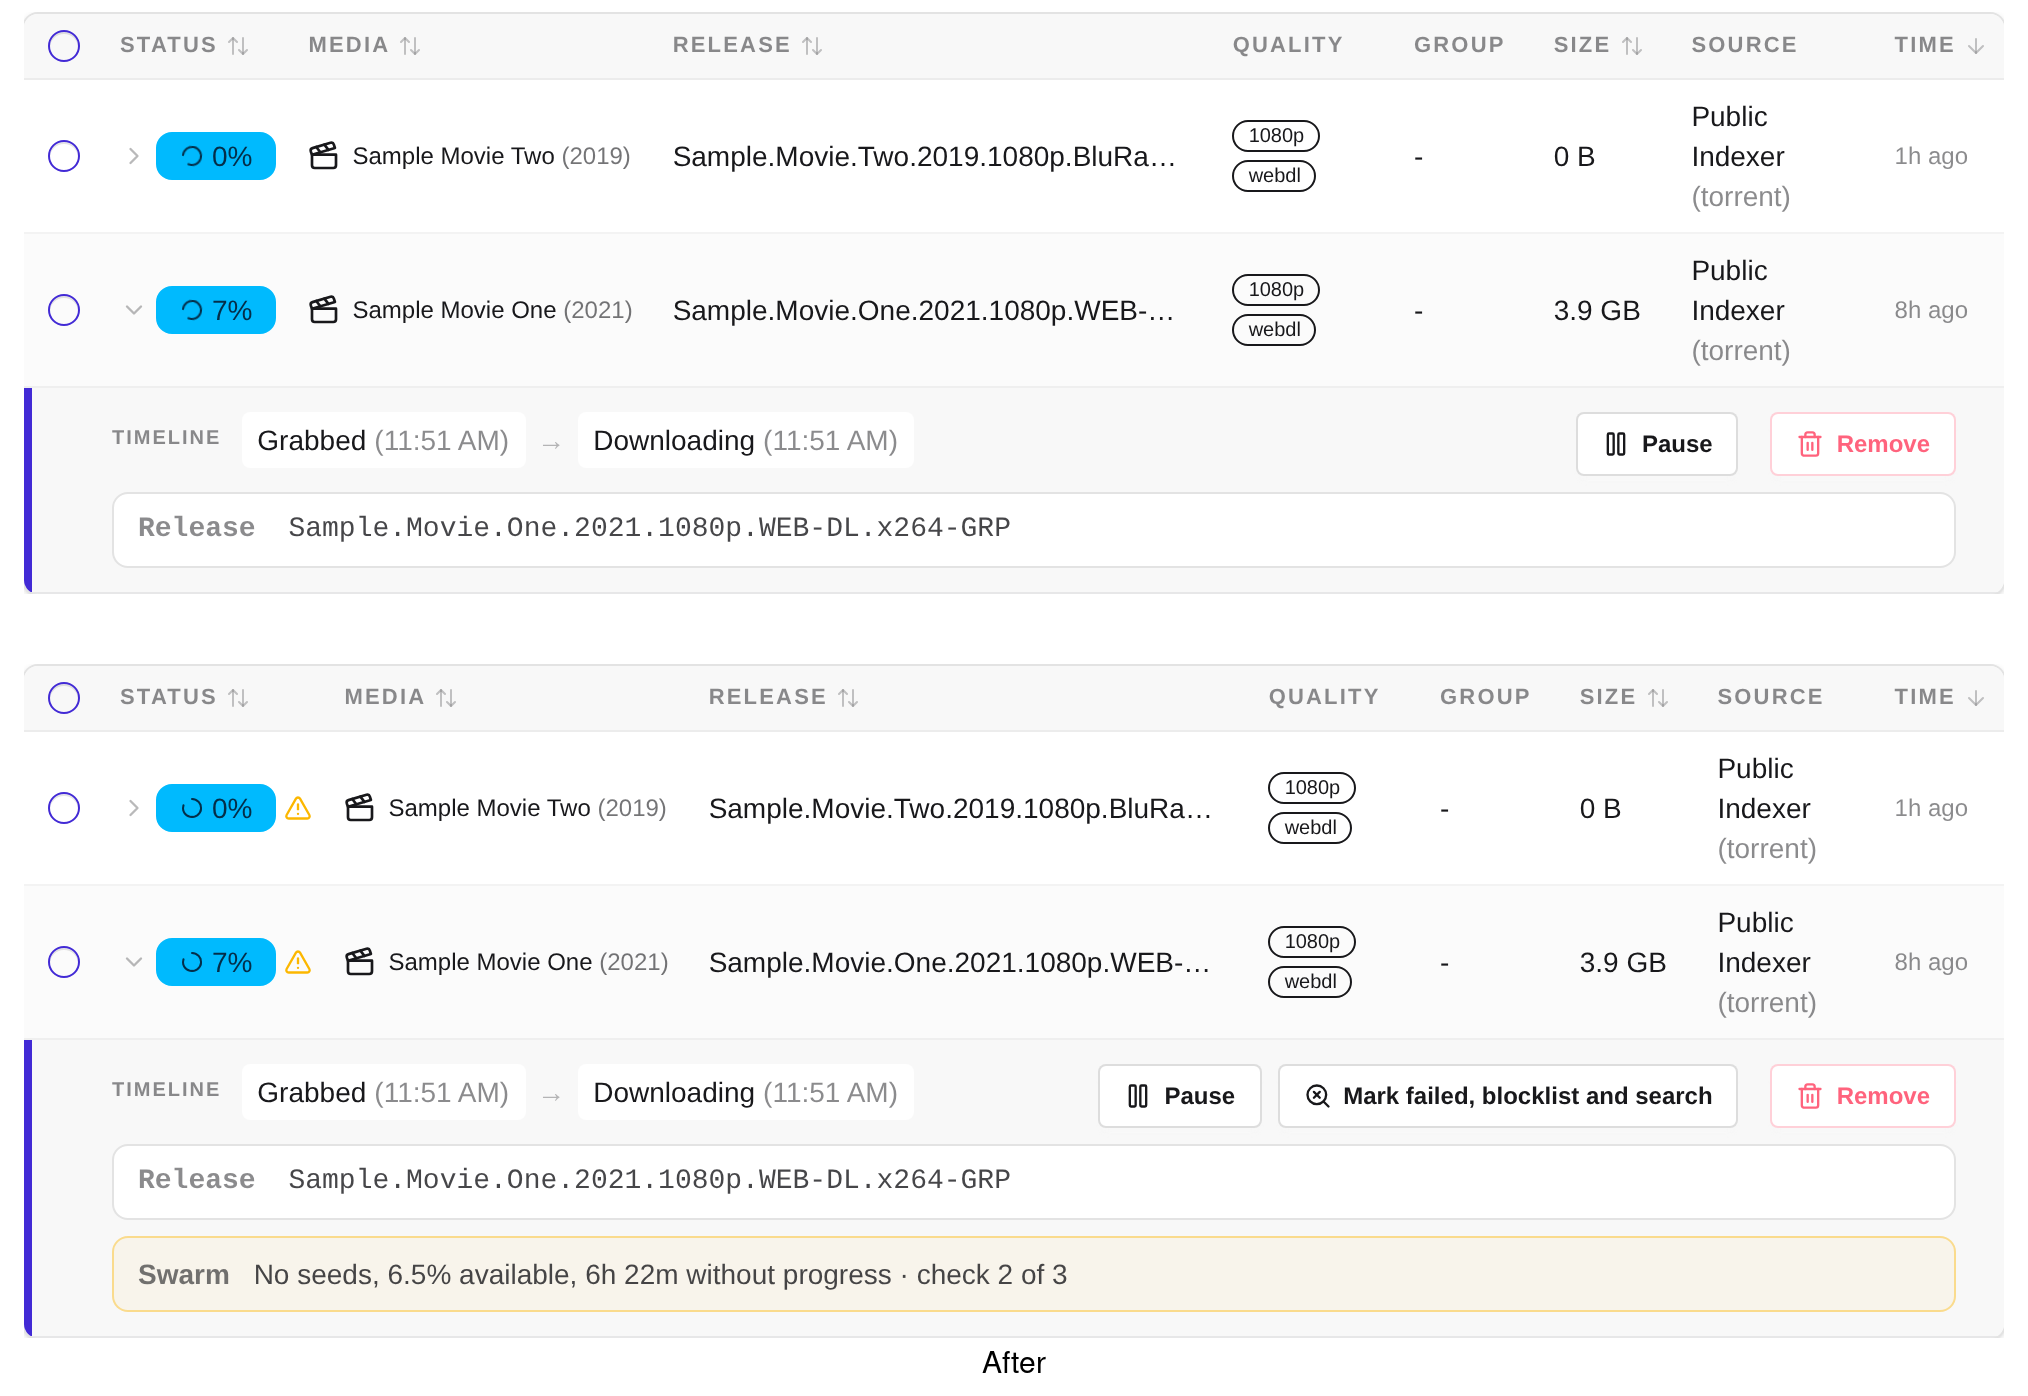 STATUS MEDIA RELEASE QUALITY GROUP SIZE SOURCE TIME
0% Sample Movie Two (2019) Sample.Movie.Two.2019.1080p.BluRa… 1080p webdl - 0 B Public Indexer (torrent) 1h ago
7% Sample Movie One (2021) Sample.Movie.One.2021.1080p.WEB-… 1080p webdl - 3.9 GB Public Indexer (torrent) 8h ago
TIMELINE Grabbed (11:51 AM) → Downloading (11:51 AM) Pause Remove
Release Sample.Movie.One.2021.1080p.WEB-DL.x264-GRP
STATUS MEDIA RELEASE QUALITY GROUP SIZE SOURCE TIME
0% Sample Movie Two (2019) Sample.Movie.Two.2019.1080p.BluRa… 1080p webdl - 0 B Public Indexer (torrent) 1h ago
7% Sample Movie One (2021) Sample.Movie.One.2021.1080p.WEB-… 1080p webdl - 3.9 GB Public Indexer (torrent) 8h ago
TIMELINE Grabbed (11:51 AM) → Downloading (11:51 AM) Pause Mark failed, blocklist and search Remove
Release Sample.Movie.One.2021.1080p.WEB-DL.x264-GRP
Swarm No seeds, 6.5% available, 6h 22m without progress · check 2 of 3
After